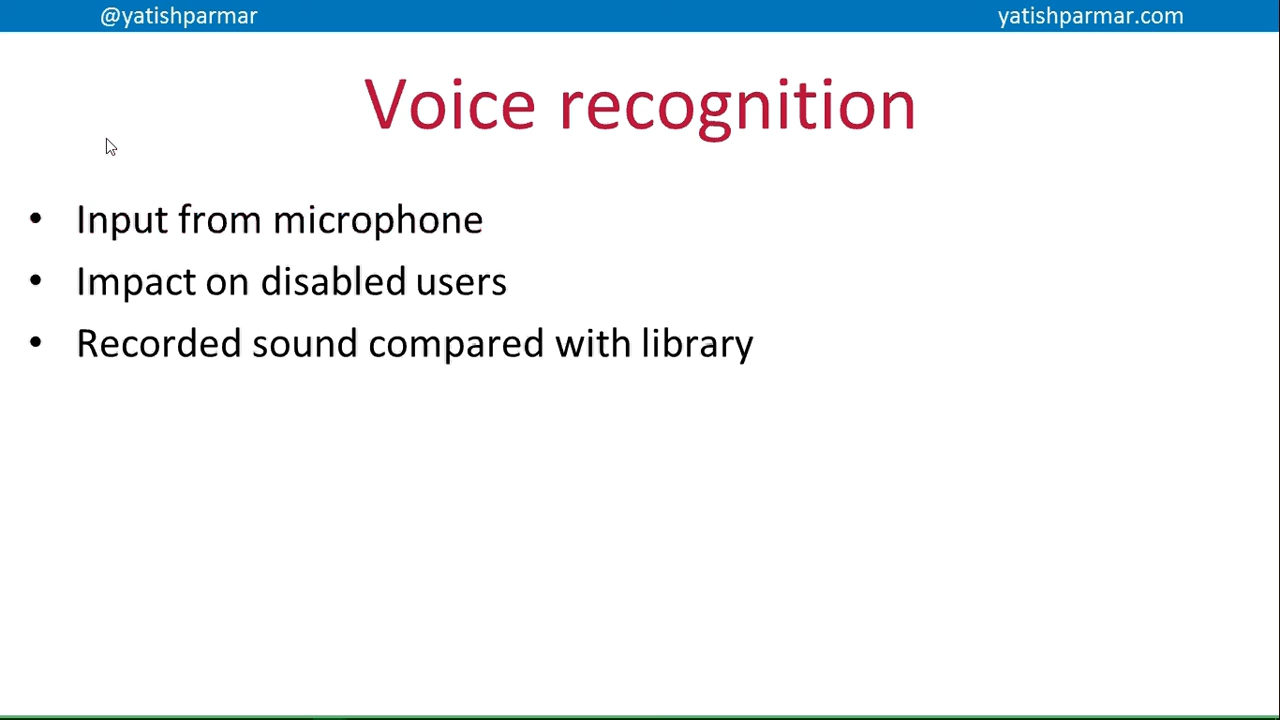 @yatishparmar
yatishparmar.com
Voice recognition
• Input from microphone
• Impact on disabled users
• Recorded sound compared with library